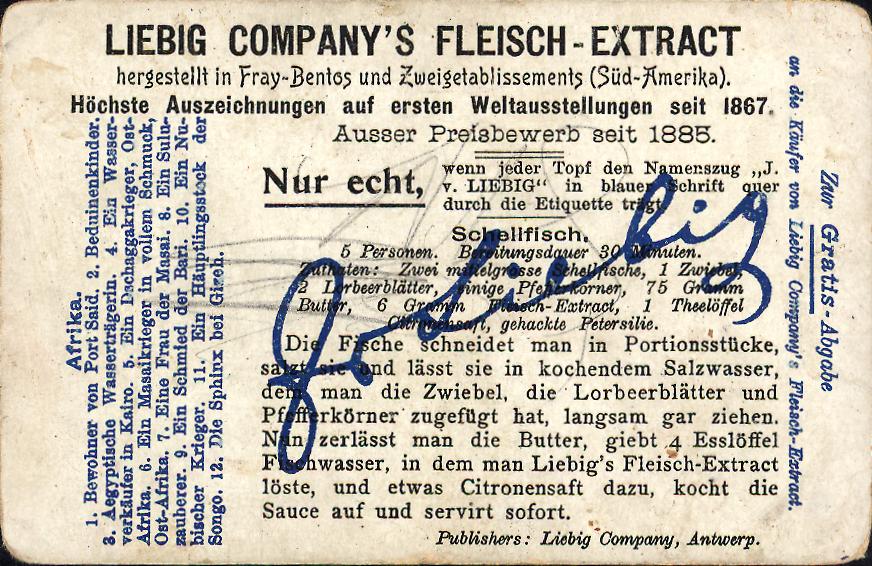 LIEBIG COMPANY'S FLEISCH-EXTRACT
hergestellt in Fray-Bentos und Zweigetablissements (Süd-Amerika).
Höchste Auszeichnungen auf ersten Weltausstellungen seit 1867.
Ausser Preisbewerb seit 1885.
Nur echt,
wenn jeder Topf den Namenszug „J.
v. LIEBIG“ in blauer Schrift quer
durch die Etiquette trägt.
Schellfisch.
5 Personen. Bereitungsdauer 30 Minuten.
Zuthaten: Zwei mittelgrosse Schellfische, 1 Zwiebel,
2 Lorbeerblätter, einige Pfefferkörner, 75 Gramm
Butter, 6 Gramm Fleisch-Extract, 1 Theelöffel
Citronensaft, gehackte Petersilie.
Die Fische schneidet man in Portionsstücke,
salzt sie und lässt sie in kochendem Salzwasser,
dem man die Zwiebel, die Lorbeerblätter und
Pfefferkörner zugefügt hat, langsam gar ziehen.
Nun zerlässt man die Butter, giebt 4 Esslöffel
Fischwasser, in dem man Liebig's Fleisch-Extract
löste, und etwas Citronensaft dazu, kocht die
Sauce auf und servirt sofort.
Publishers: Liebig Company, Antwerp.
J v Liebig
Afrika.
1. Bewohner von Port Said. 2. Beduinenkinder.
3. Aegyptische Wasserträgerin. 4. Ein Wasser-
verkäufer in Kairo. 5. Ein Dschaggakrieger, Ost-
Afrika. 6. Ein Masaikrieger in vollem Schmuck,
Ost-Afrika. 7. Eine Frau der Masai. 8. Ein Sulu-
zauberer 9. Ein Schmied der Bari. 10. Ein Nu-
bischer Krieger. 11. Ein Häuptlingsstock der
Songo. 12. Die Sphinx bei Gizeh.
Zur Gratis-Abgabe
an die Käufer von Liebig Company's Fleisch-Extract.